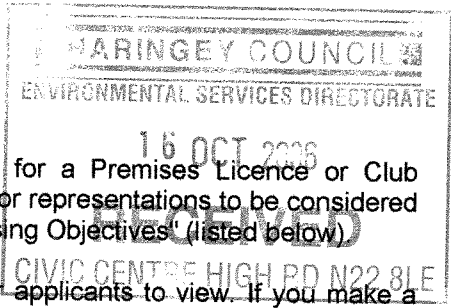 HARINGEY COUNCIL
ENVIRONMENTAL SERVICES DIRECTORATE
16 OCT 2006
for a Premises Licence or Club
or representations to be considered
ing Objectives" (listed below)
RECEIVED
CIVIC CENTRE HIGH RD N22 8LE
applicants to view. If you make a